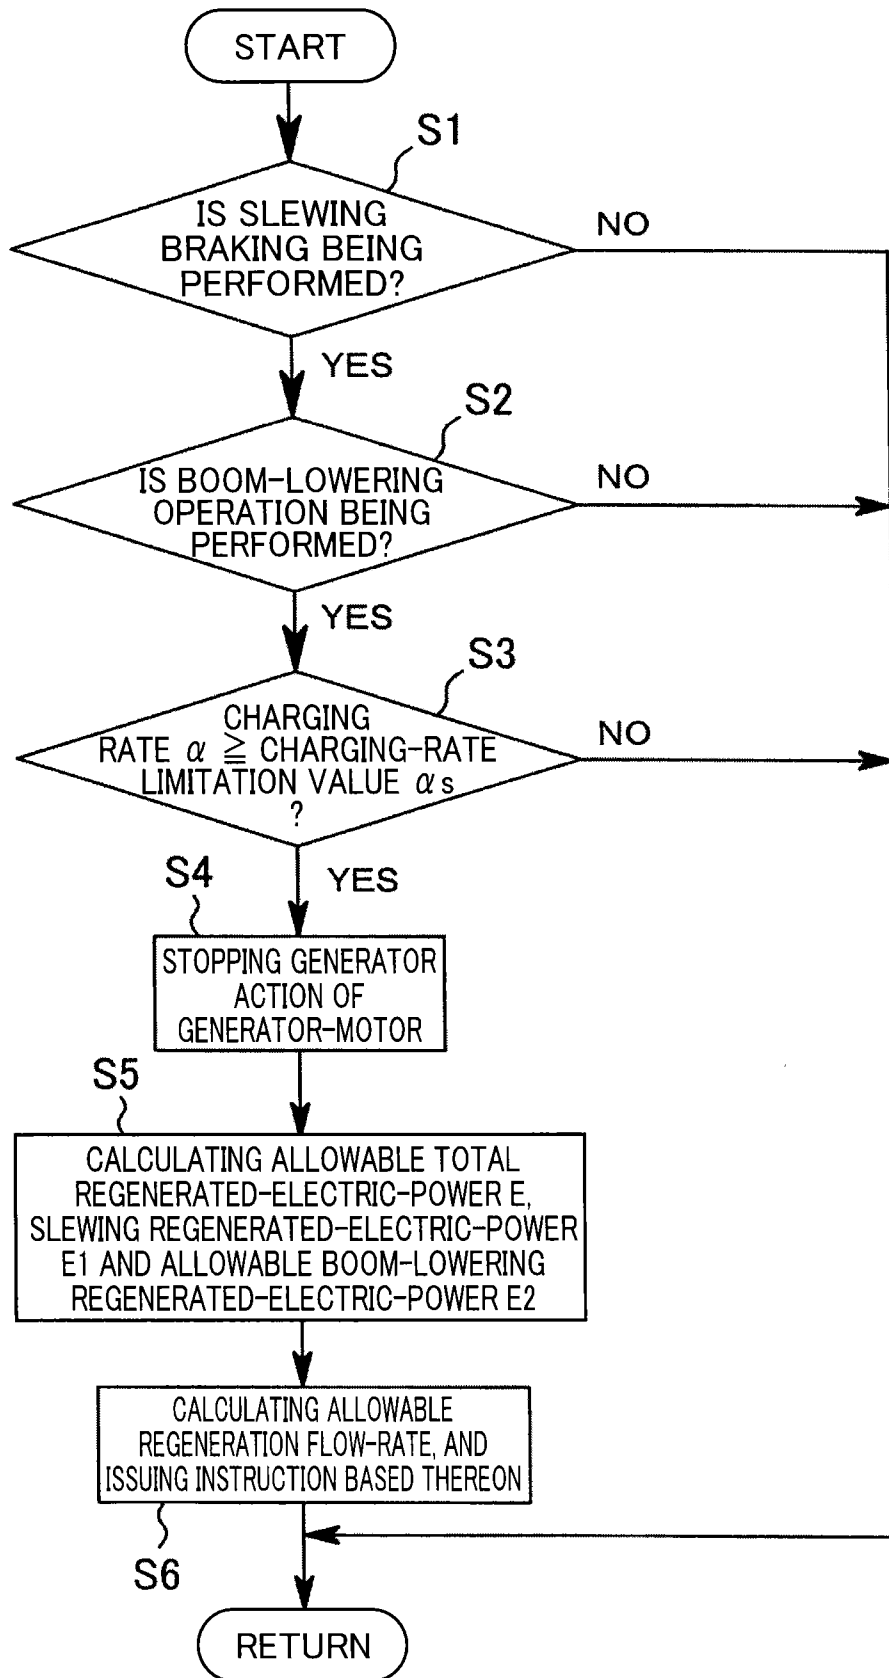 START
S1
IS SLEWING
BRAKING BEING
PERFORMED?
NO
YES
S2
IS BOOM-LOWERING
OPERATION BEING
PERFORMED?
NO
YES
S3
CHARGING
RATE α ≧ CHARGING-RATE
LIMITATION VALUE αs
?
NO
YES
S4
STOPPING GENERATOR
ACTION OF
GENERATOR-MOTOR
S5
CALCULATING ALLOWABLE TOTAL
REGENERATED-ELECTRIC-POWER E,
SLEWING REGENERATED-ELECTRIC-POWER
E1 AND ALLOWABLE BOOM-LOWERING
REGENERATED-ELECTRIC-POWER E2
CALCULATING ALLOWABLE
REGENERATION FLOW-RATE, AND
ISSUING INSTRUCTION BASED THEREON
S6
RETURN